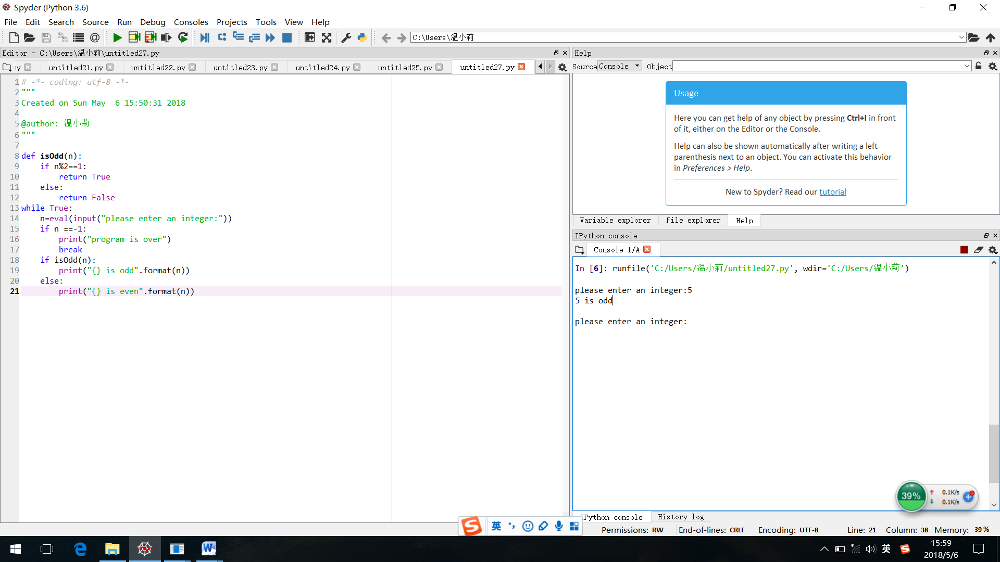 Spyder (Python 3.6)
File Edit Search Source Run Debug Consoles Projects Tools View Help
C:\Users\温小莉
Editor - C:\Users\温小莉\untitled27.py
py untitled21.py untitled22.py untitled23.py untitled24.py untitled25.py untitled27.py
1 # -*- coding: utf-8 -*-
2 """
3 Created on Sun May  6 15:50:31 2018
4
5 @author: 温小莉
6 """
7
8 def isOdd(n):
9     if n%2==1:
10         return True
11     else:
12         return False
13 while True:
14     n=eval(input("please enter an integer:"))
15     if n ==-1:
16         print("program is over")
17         break
18     if isOdd(n):
19         print("{} is odd".format(n))
20     else:
21         print("{} is even".format(n))
Help
Source Console Object
Usage
Here you can get help of any object by pressing Ctrl+I in front
of it, either on the Editor or the Console.
Help can also be shown automatically after writing a left
parenthesis next to an object. You can activate this behavior
in Preferences > Help.
New to Spyder? Read our tutorial
Variable explorer File explorer Help
IPython console
Console 1/A
In [6]: runfile('C:/Users/温小莉/untitled27.py', wdir='C:/Users/温小莉')
please enter an integer:5
5 is odd
please enter an integer:
39% 0.1K/s
0.1K/s
IPython console History log
英
Permissions: RW End-of-lines: CRLF Encoding: UTF-8 Line: 21 Column: 38 Memory: 39 %
英 15:59
2018/5/6